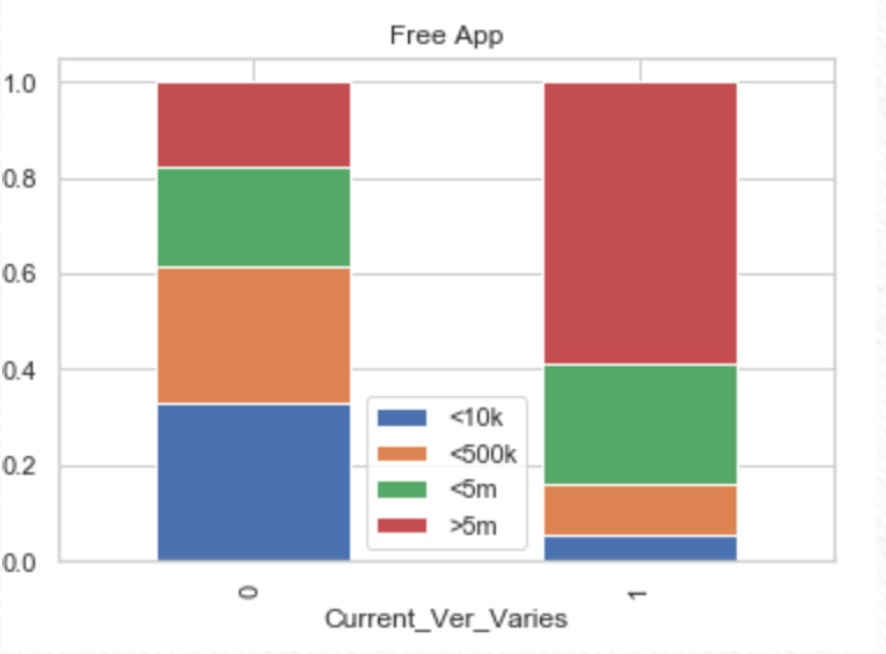 Free App
1.0
0.8
0.6
0.4
0.2
0.0
<10k
<500k
<5m
>5m
0
1
Current_Ver_Varies